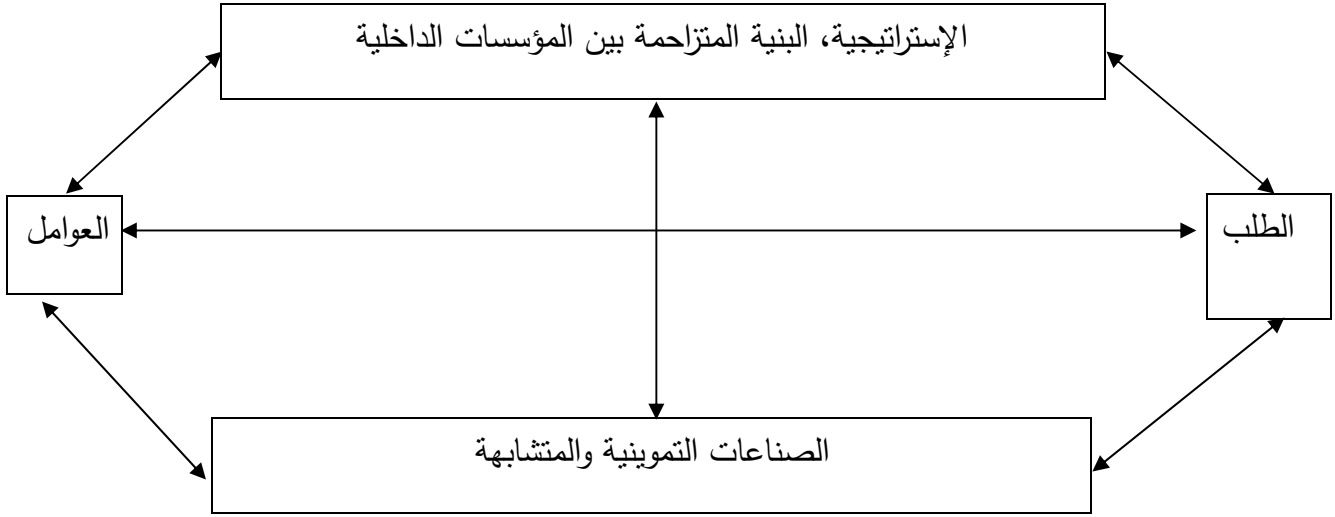 الإستراتيجية، البنية المتزاحمة بين المؤسسات الداخلية
الطلب
العوامل
الصناعات التموينية والمتشابهة